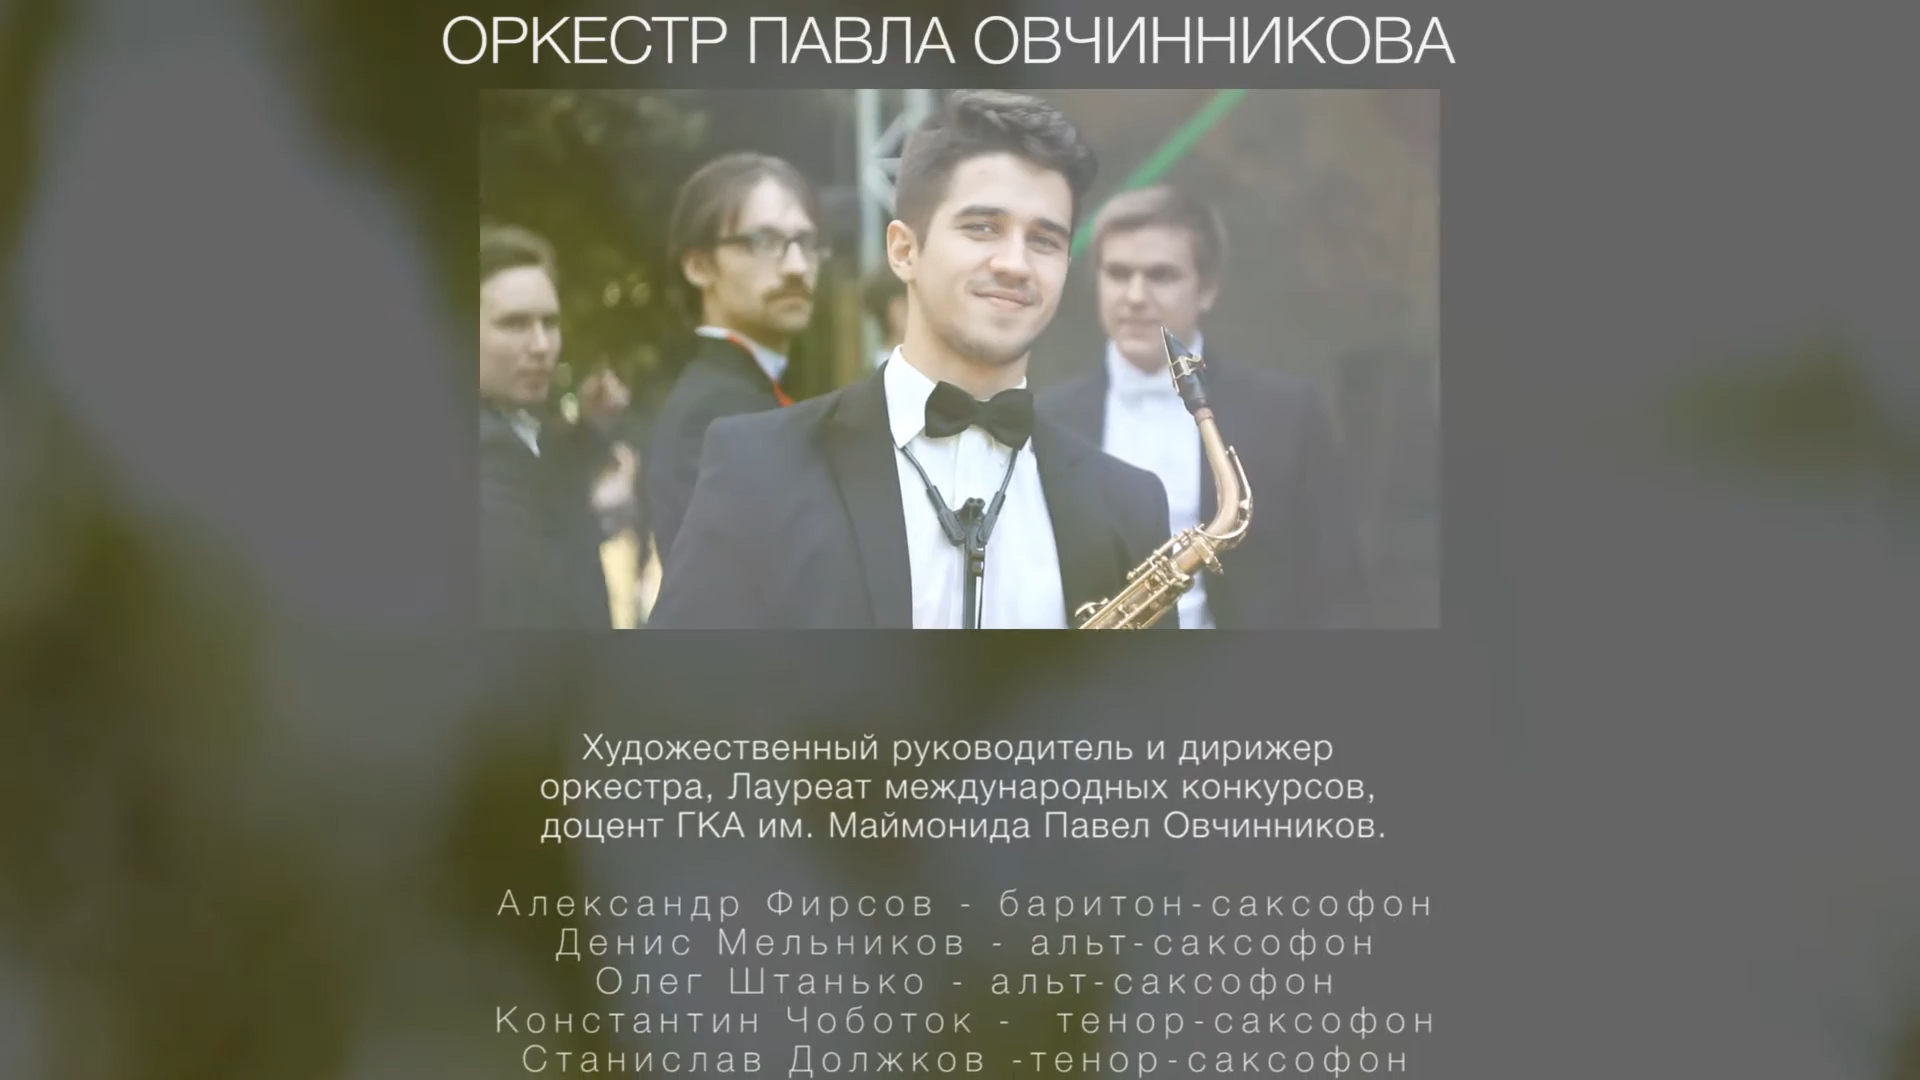 ОРКЕСТР ПАВЛА ОВЧИННИКОВА
Художественный руководитель и дирижер
оркестра, Лауреат международных конкурсов,
доцент ГКА им. Маймонида Павел Овчинников.
Александр Фирсов - баритон-саксофон
Денис Мельников - альт-саксофон
Олег Штанько - альт-саксофон
Константин Чоботок - тенор-саксофон
Станислав Должков -тенор-саксофон